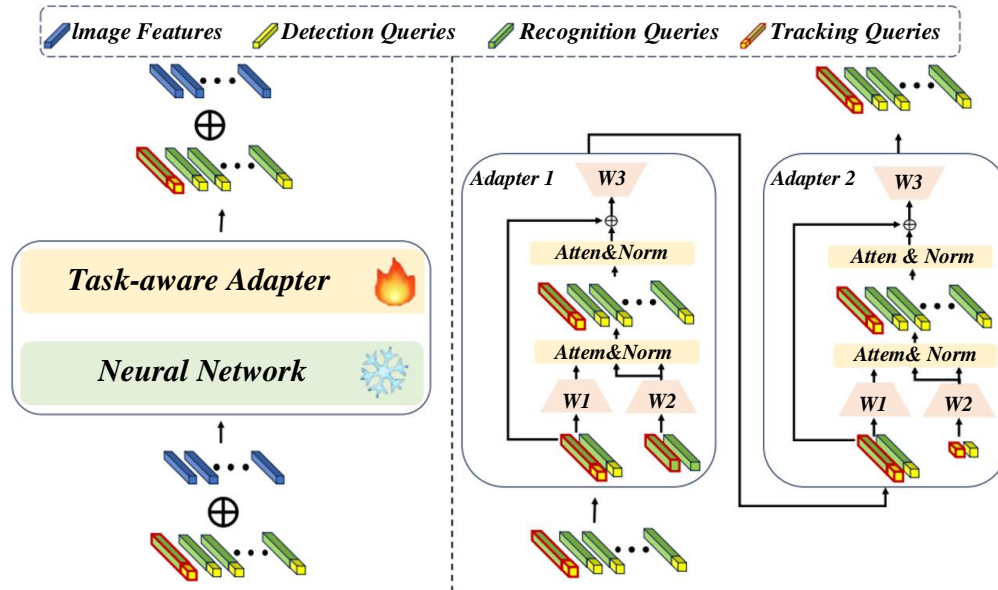 Image Features Detection Queries Recognition Queries Tracking Queries
Task-aware Adapter
Neural Network
Adapter 1
W3
Atten&Norm
Attem&Norm
W1 W2
Adapter 2
W3
Atten & Norm
Attem& Norm
W1 W2